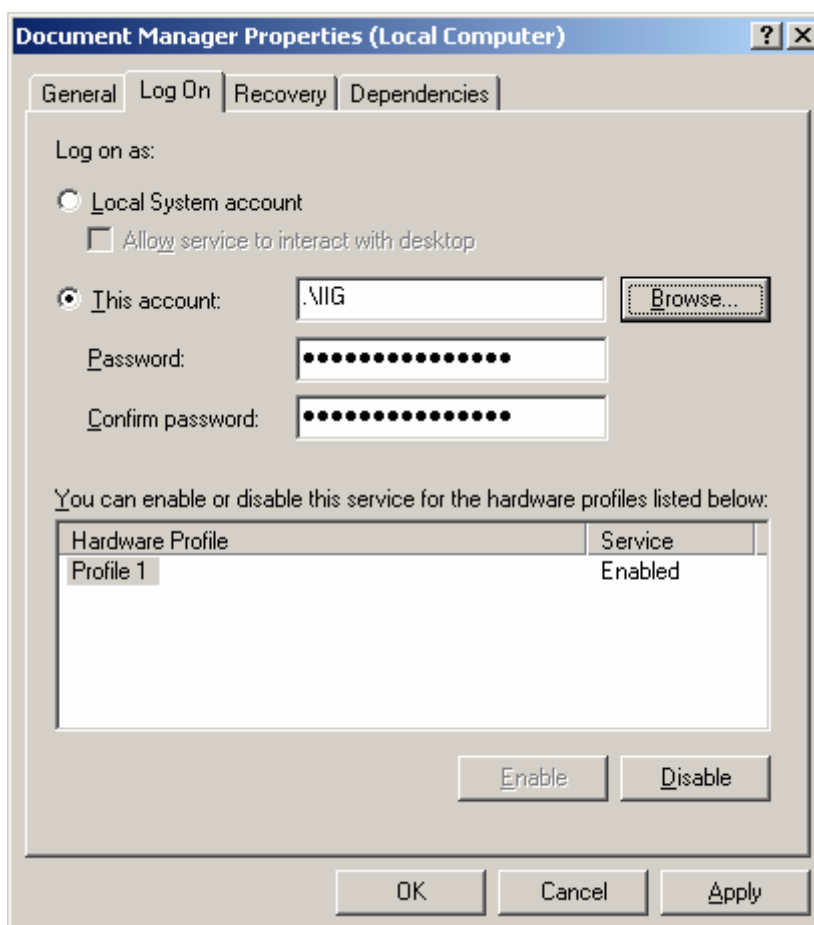 Document Manager Properties (Local Computer)
General Log On Recovery Dependencies
Log on as:
Local System account
Allow service to interact with desktop
This account: .\IIG Browse...
Password: ●●●●●●●●●●●●●●●
Confirm password: ●●●●●●●●●●●●●●●
You can enable or disable this service for the hardware profiles listed below:
Hardware Profile Service
Profile 1 Enabled
Enable Disable
OK Cancel Apply